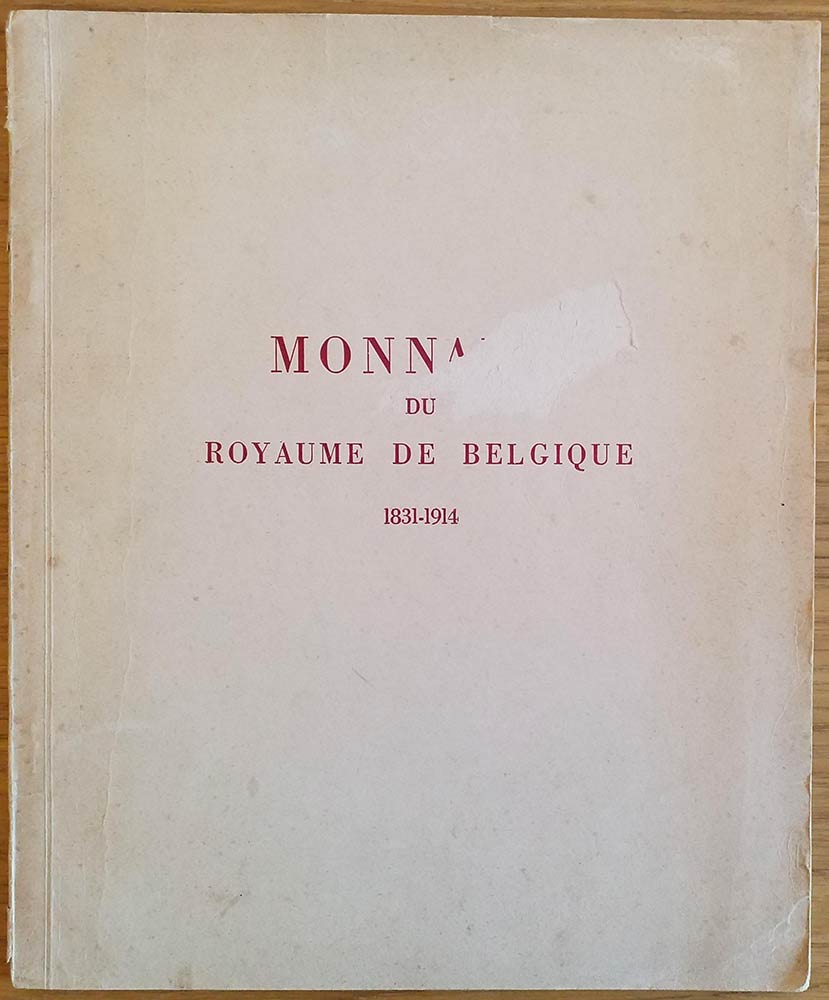 MONNA
DU
ROYAUME DE BELGIQUE
1831-1914